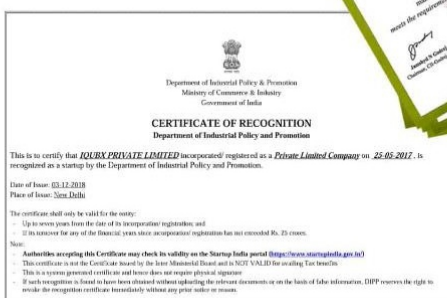 meets the requirement
Jamshyd N Godrej
Chairman, CII-Godrej
Department of Industrial Policy & Promotion
Ministry of Commerce & Industry
Government of India
CERTIFICATE OF RECOGNITION
Department of Industrial Policy and Promotion
This is to certify that IQUBX PRIVATE LIMITED incorporated/ registered as a Private Limited Company on 25-05-2017 , is
recognized as a startup by the Department of Industrial Policy and Promotion.
Date of Issue: 03-12-2018
Place of Issue: New Delhi
The certificate shall only be valid for the entity:
- Up to seven years from the date of its incorporation/ registration; and
- If its turnover for any of the financial years since incorporation/ registration has not exceeded Rs. 25 crores.
Note:
- Authorities accepting this Certificate may check its validity on the Startup India portal (https://www.startupindia.gov.in/)
- This certificate is not the Certificate issued by the Inter Ministerial Board and is NOT VALID for availing Tax benefits
- This is a system generated certificate and hence does not require physical signature
- If such recognition is found to have been obtained without uploading the relevant documents or on the basis of false information, DIPP reserves the right to
revoke the recognition certificate immediately without any prior notice or reason.